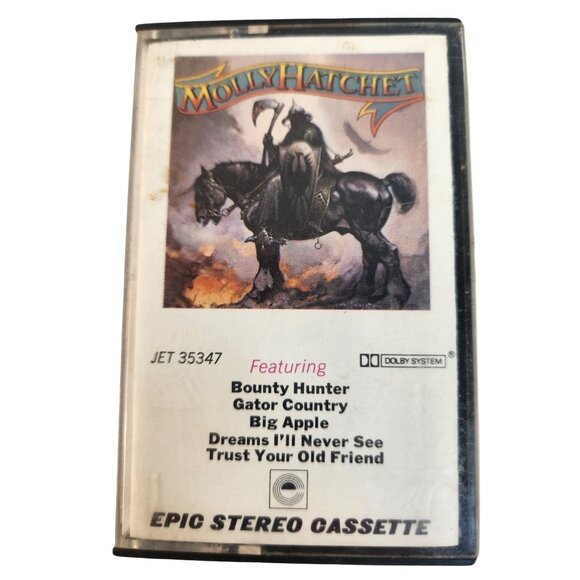 MOLLY HATCHET
JET 35347
Featuring
DOLBY SYSTEM ®
Bounty Hunter
Gator Country
Big Apple
Dreams I'll Never See
Trust Your Old Friend
EPIC STEREO CASSETTE